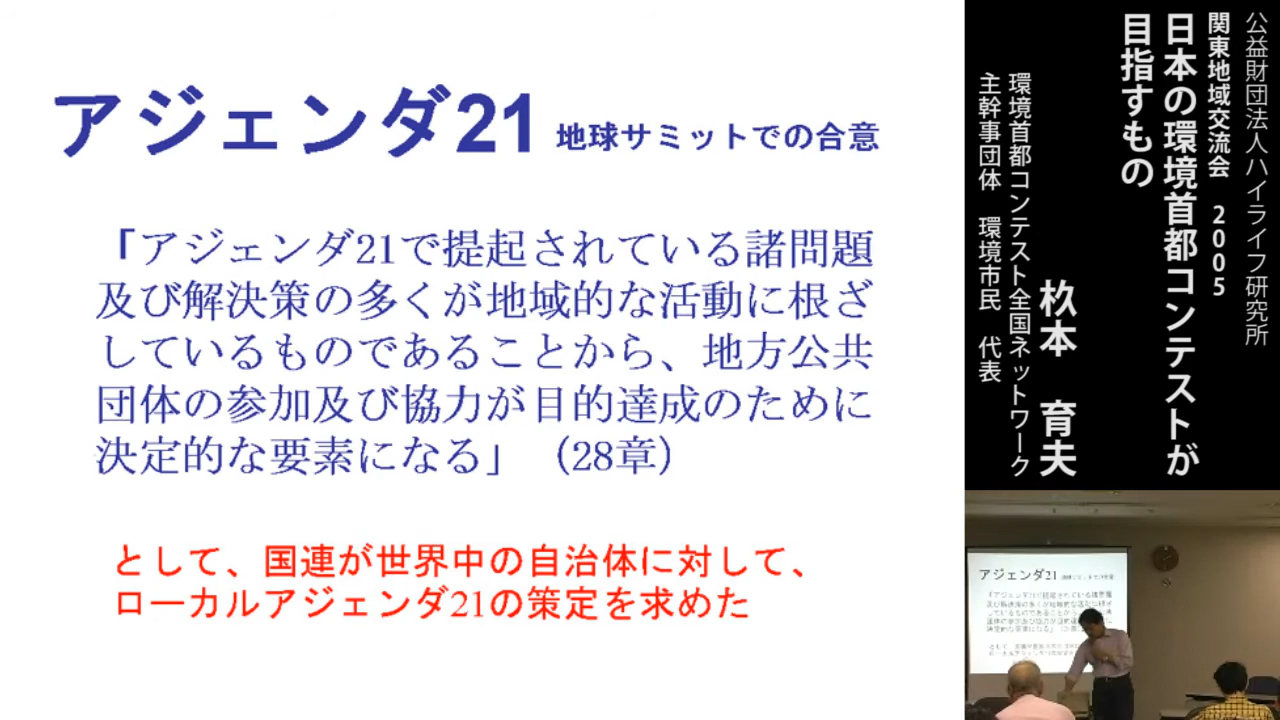 アジェンダ21 地球サミットでの合意
「アジェンダ21で提起されている諸問題
及び解決策の多くが地域的な活動に根ざ
しているものであることから、地方公共
団体の参加及び協力が目的達成のために
決定的な要素になる」（28章）
として、国連が世界中の自治体に対して、
ローカルアジェンダ21の策定を求めた
公益財団法人ハイライフ研究所
関東地域交流会 2005
日本の環境首都コンテストが
目指すもの
杦本 育夫
環境首都コンテスト全国ネットワーク
主幹事団体 環境市民 代表
アジェンダ21